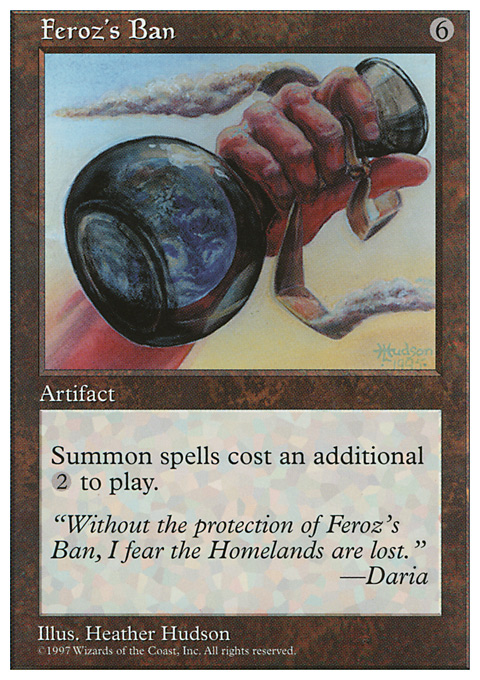 Feroz's Ban
6
Hudson
Artifact
Summon spells cost an additional
2 to play.
“Without the protection of Feroz's
Ban, I fear the Homelands are lost.”
—Daria
Illus. Heather Hudson
©1997 Wizards of the Coast, Inc. All rights reserved.